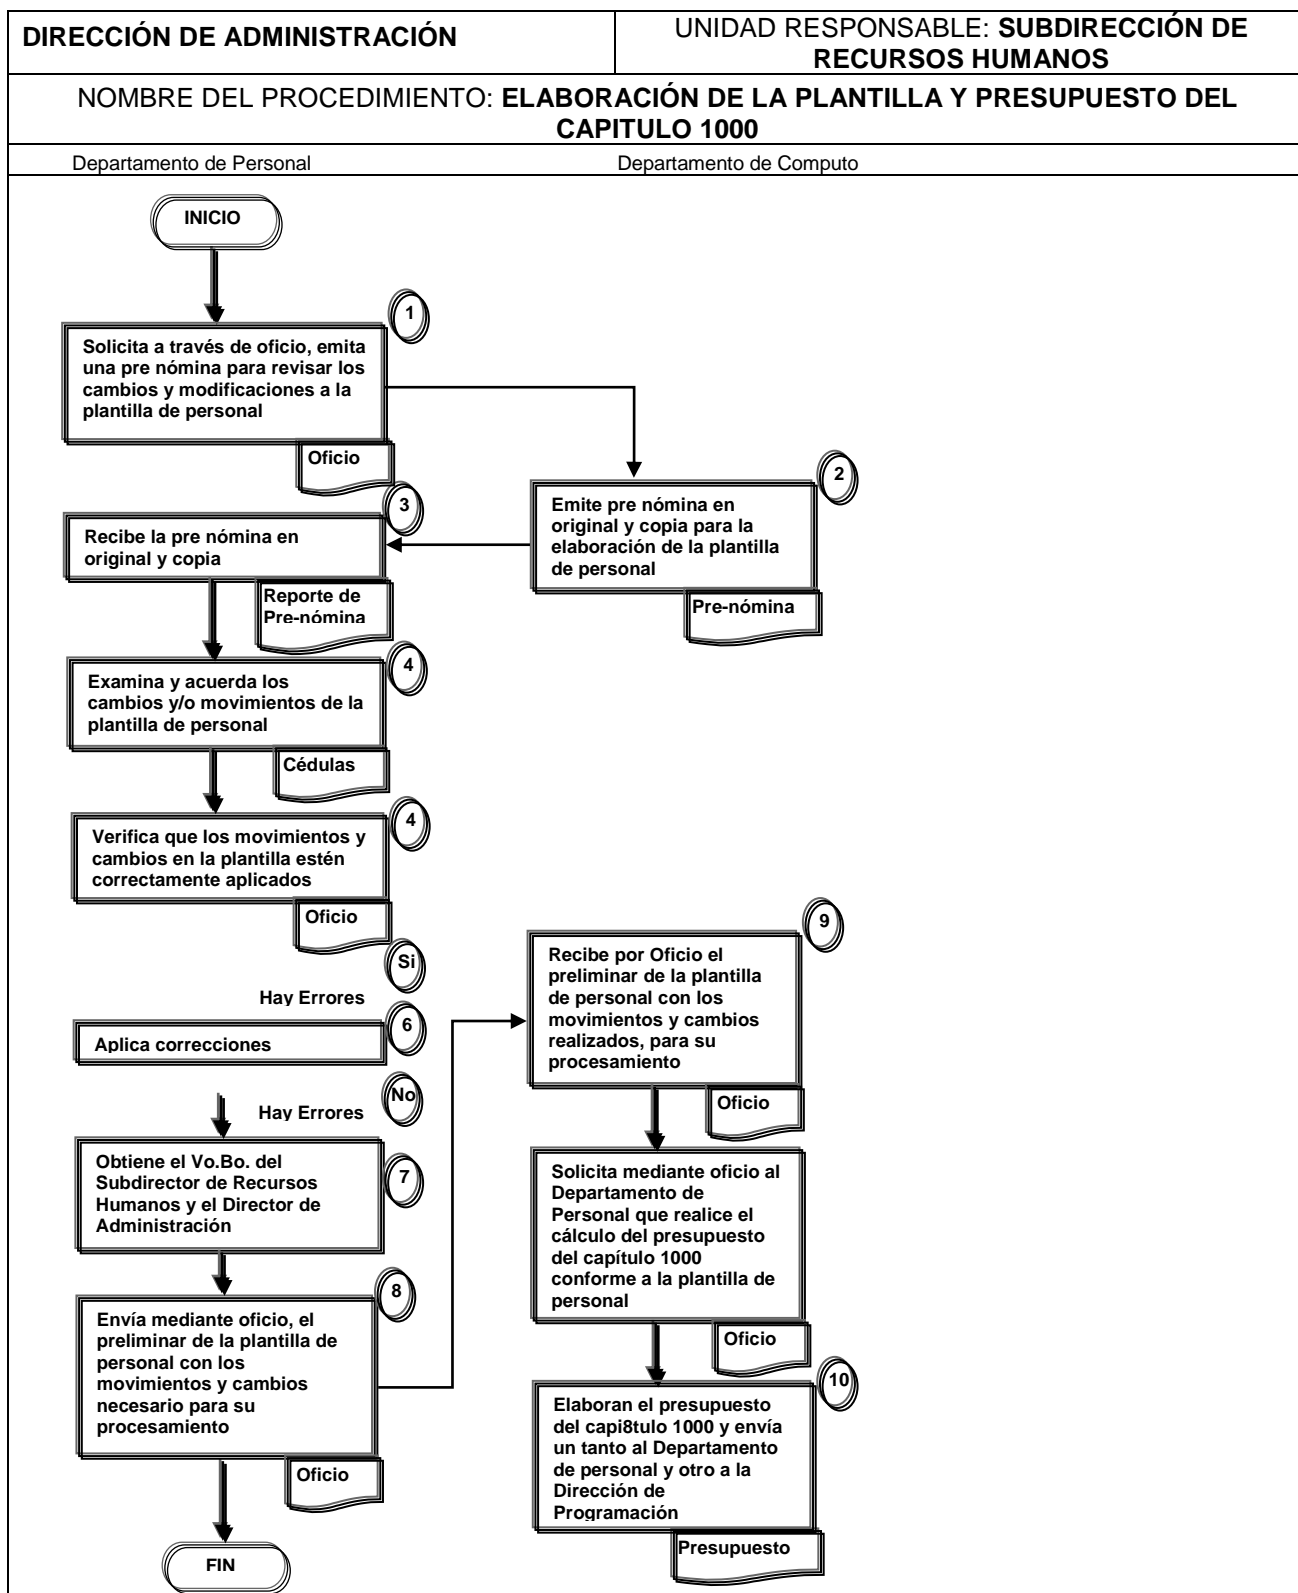 DIRECCIÓN DE ADMINISTRACIÓN
UNIDAD RESPONSABLE: SUBDIRECCIÓN DE
RECURSOS HUMANOS
NOMBRE DEL PROCEDIMIENTO: ELABORACIÓN DE LA PLANTILLA Y PRESUPUESTO DEL
CAPITULO 1000
Departamento de Personal
Departamento de Computo
INICIO
1
Solicita a través de oficio, emita
una pre nómina para revisar los
cambios y modificaciones a la
plantilla de personal
Oficio
2
Emite pre nómina en
original y copia para la
elaboración de la plantilla
de personal
Pre-nómina
3
Recibe la pre nómina en
original y copia
Reporte de
Pre-nómina
4
Examina y acuerda los
cambios y/o movimientos de la
plantilla de personal
Cédulas
4
Verifica que los movimientos y
cambios en la plantilla estén
correctamente aplicados
Oficio
Si
Hay Errores
6
Aplica correcciones
No
Hay Errores
7
Obtiene el Vo.Bo. del
Subdirector de Recursos
Humanos y el Director de
Administración
8
Envía mediante oficio, el
preliminar de la plantilla de
personal con los
movimientos y cambios
necesario para su
procesamiento
Oficio
FIN
9
Recibe por Oficio el
preliminar de la plantilla
de personal con los
movimientos y cambios
realizados, para su
procesamiento
Oficio
Solicita mediante oficio al
Departamento de
Personal que realice el
cálculo del presupuesto
del capítulo 1000
conforme a la plantilla de
personal
Oficio
10
Elaboran el presupuesto
del capi8tulo 1000 y envía
un tanto al Departamento
de personal y otro a la
Dirección de
Programación
Presupuesto